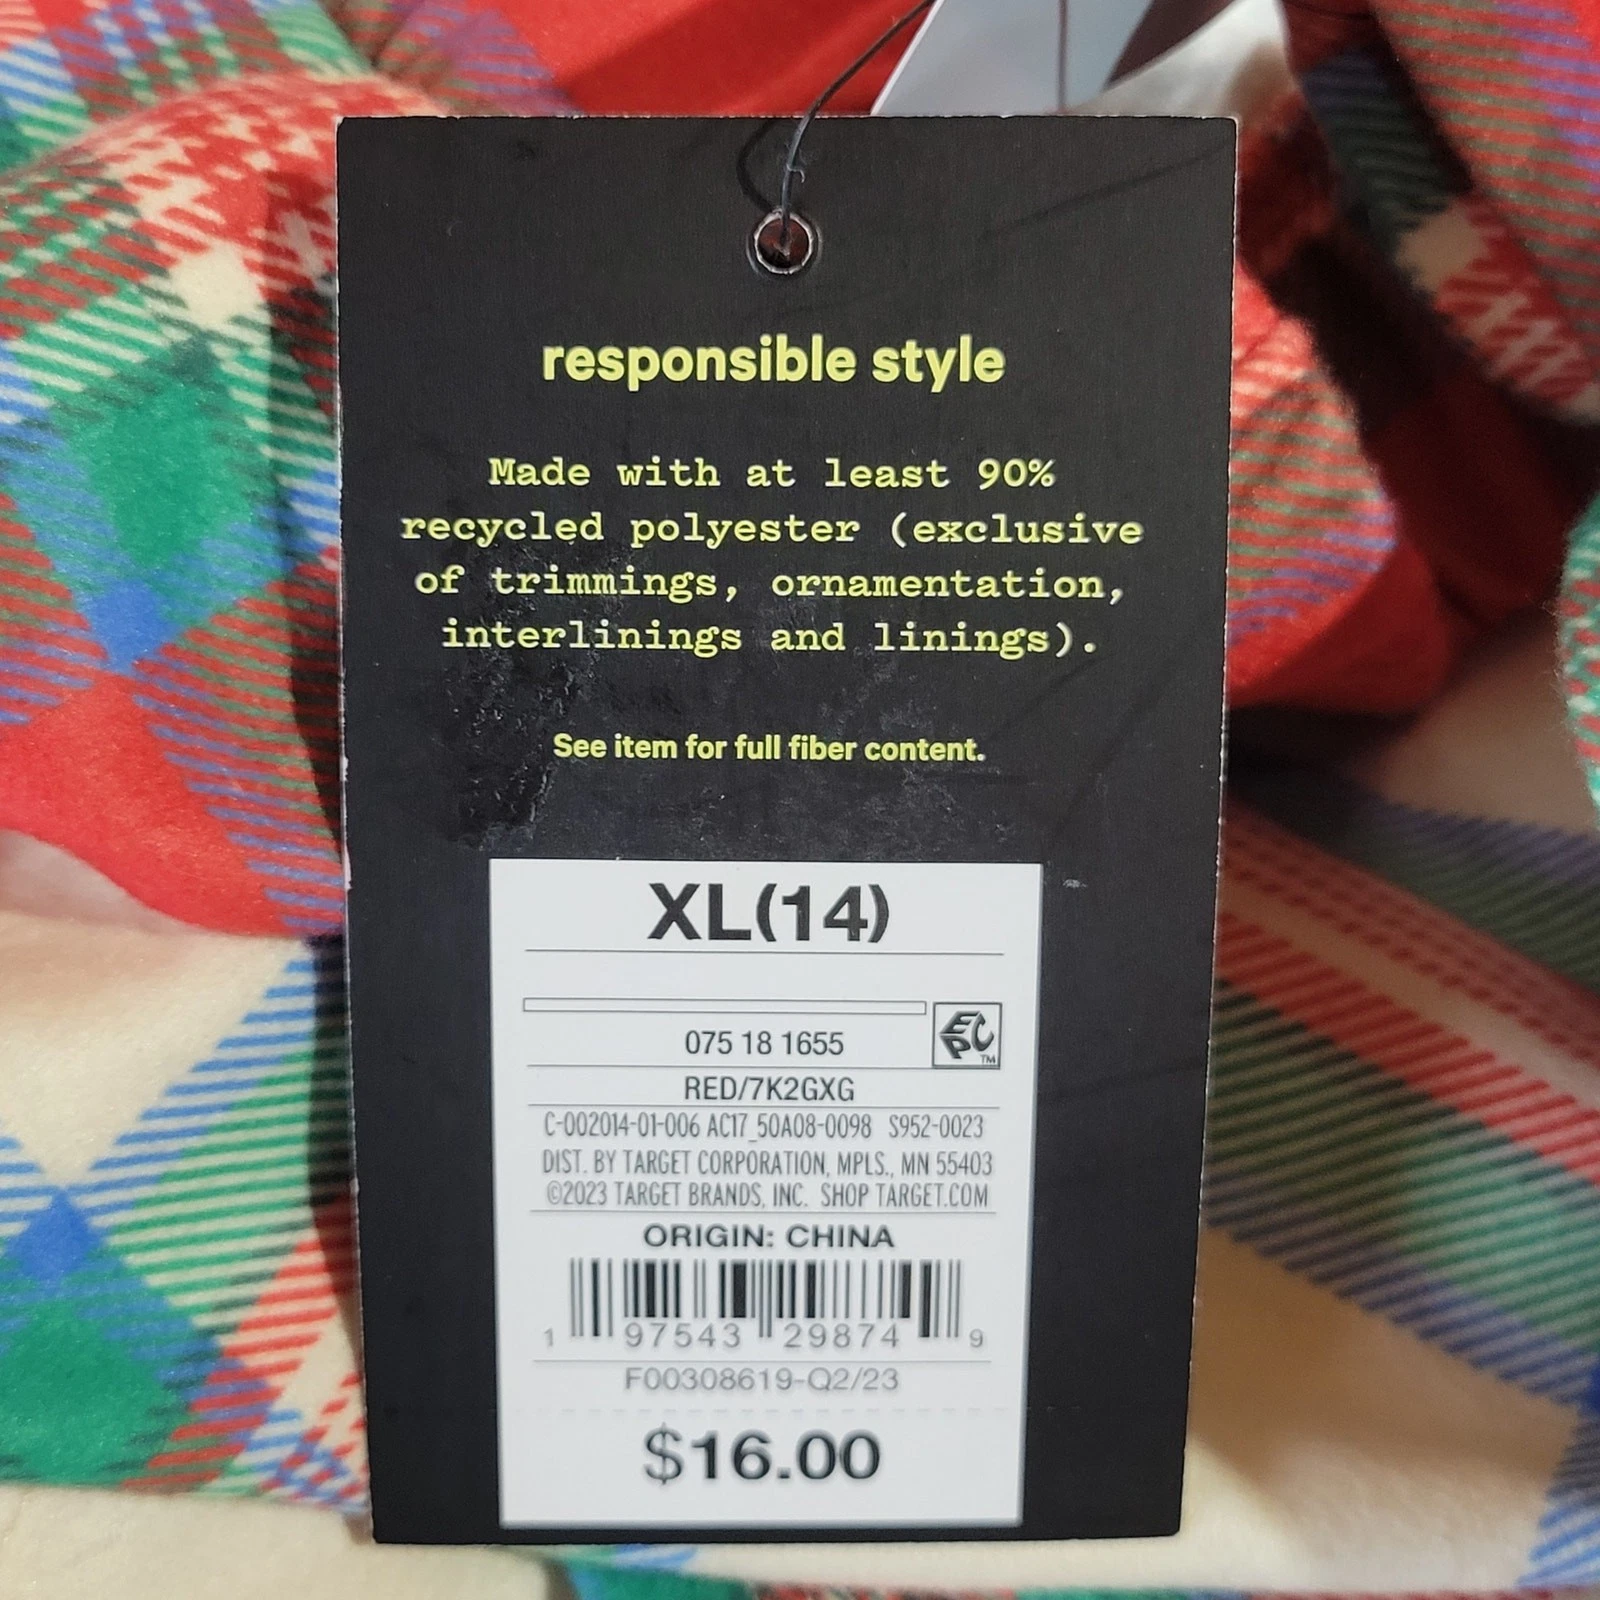 responsible style
Made with at least 90%
recycled polyester (exclusive
of trimmings, ornamentation,
interlinings and linings).
See item for full fiber content.
XL(14)
075 18 1655
EPC™
RED/7K2GXG
C-002014-01-006 AC17_50A08-0098 S952-0023
DIST. BY TARGET CORPORATION, MPLS., MN 55403
©2023 TARGET BRANDS, INC. SHOP TARGET.COM
ORIGIN: CHINA
1 97543 29874 9
F00308619-Q2/23
$16.00